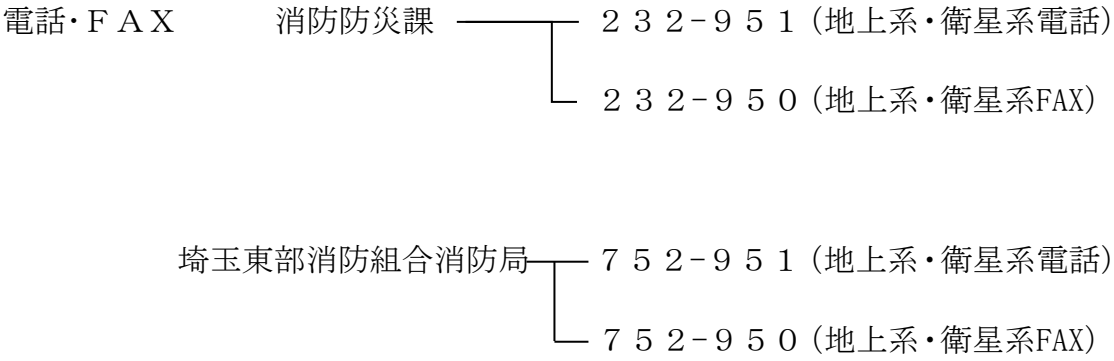 電話・ＦＡＸ　消防防災課　２３２－９５１（地上系・衛星系電話）
２３２－９５０（地上系・衛星系FAX）
埼玉東部消防組合消防局　７５２－９５１（地上系・衛星系電話）
７５２－９５０（地上系・衛星系FAX）